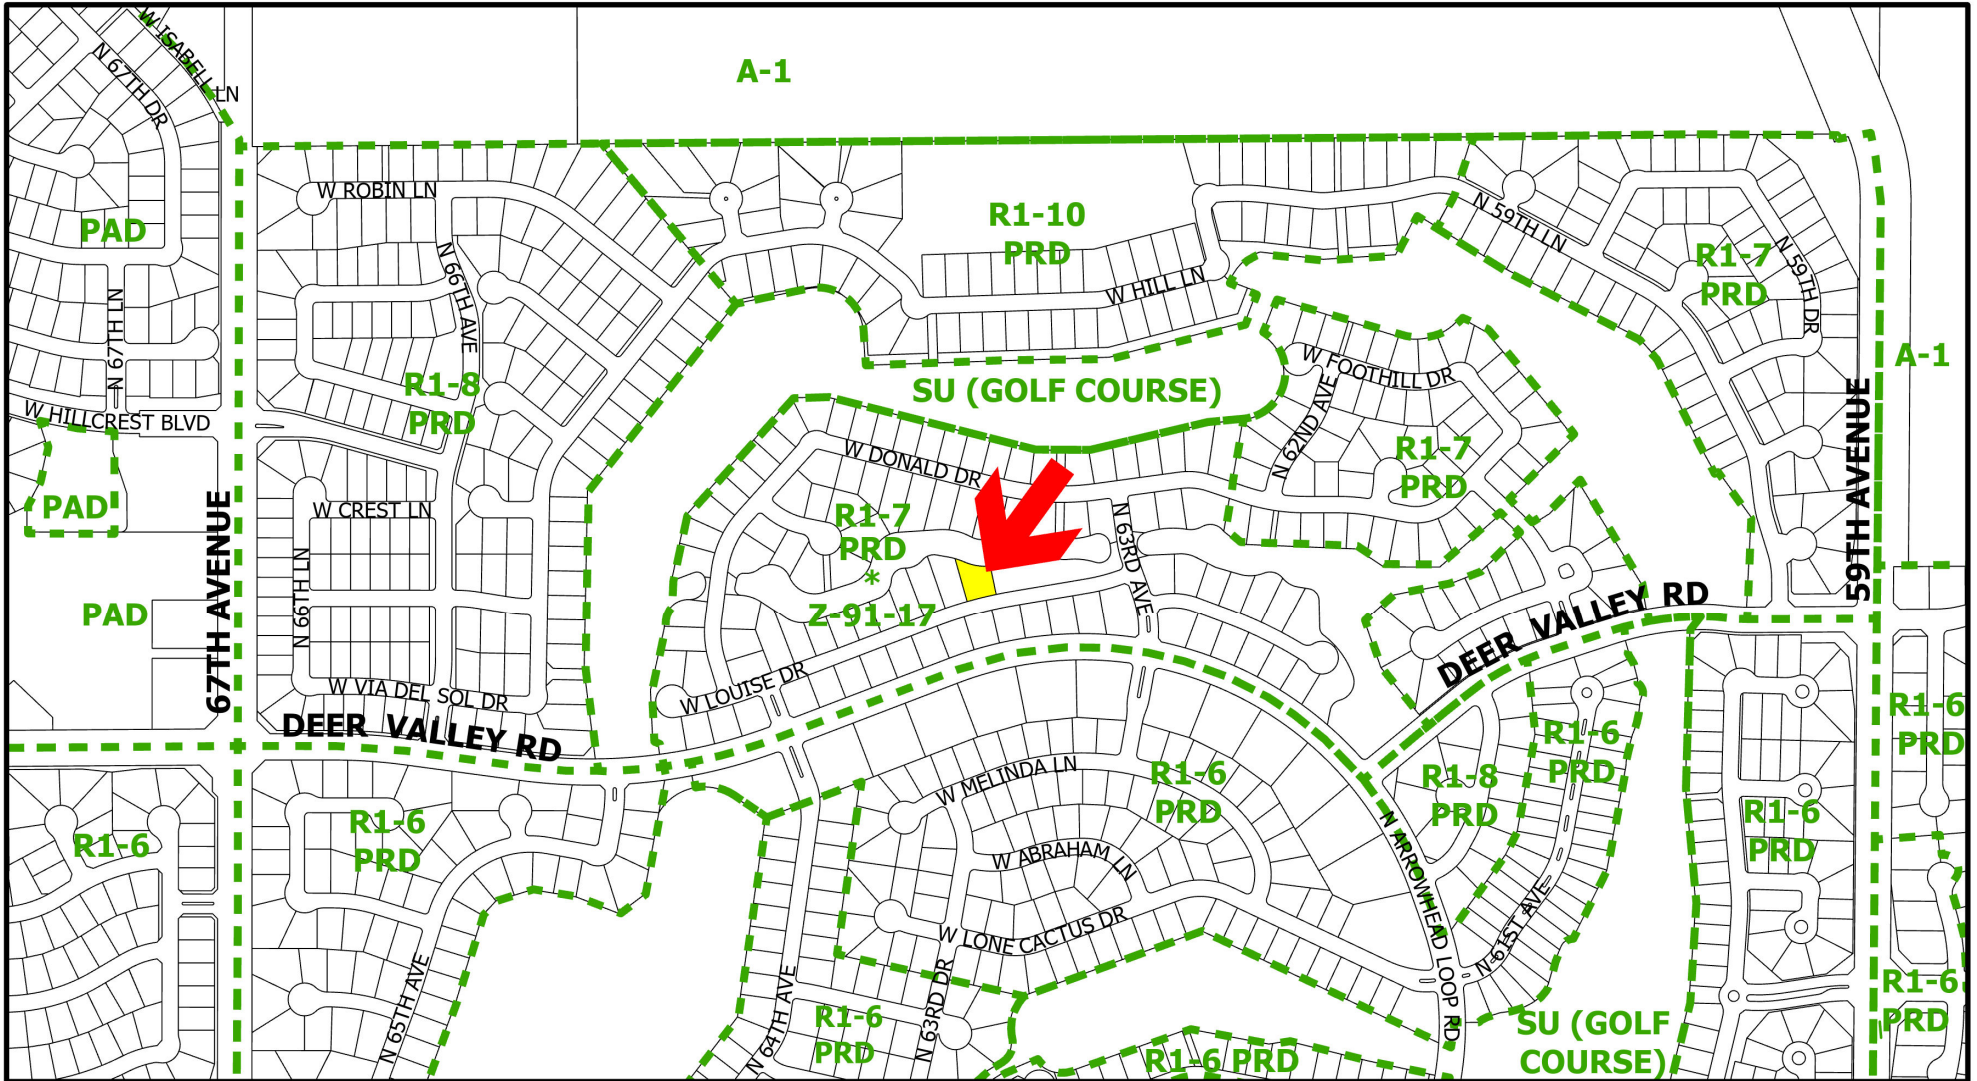 W ISABELL LN
N 67TH DR
A-1
PAD
W ROBIN LN
R1-10
PRD
N 59TH LN
R1-7
PRD
N 59TH DR
N 66TH AVE
N 67TH LN
W HILL LN
A-1
W FOOTHILL DR
R1-8
PRD
SU (GOLF COURSE)
N 62ND AVE
W HILLCREST BLVD
R1-7
PRD
W DONALD DR
59TH AVENUE
PAD
W CREST LN
R1-7
PRD
*
Z-91-17
N 63RD AVE
67TH AVENUE
N 66TH LN
PAD
DEER VALLEY RD
W LOUISE DR
W VIA DEL SOL DR
DEER VALLEY RD
R1-6
PRD
R1-6
PRD
W MELINDA LN
R1-6
PRD
R1-8
PRD
R1-6
R1-6
PRD
R1-6
PRD
W ABRAHAM LN
N ARROWHEAD LOOP RD
W LONE CACTUS DR
N 61ST AVE
N 65TH AVE
N 64TH AVE
N 63RD DR
R1-6
PRD
R1-6
PRD
SU (GOLF
COURSE)
R1-6 PRD